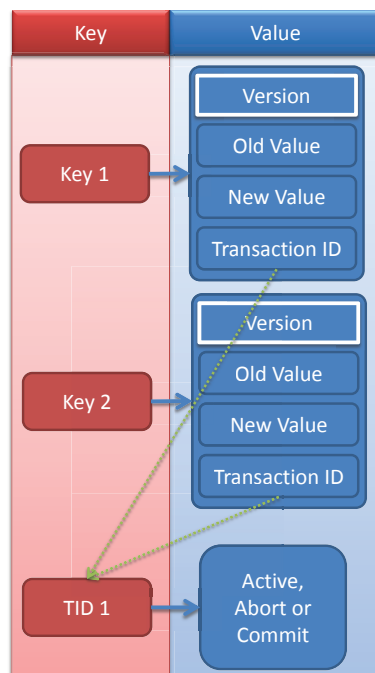 Key
Value
Version
Old Value
Key 1
New Value
Transaction ID
Version
Old Value
Key 2
New Value
Transaction ID
Active,
TID 1
Abort or
Commit